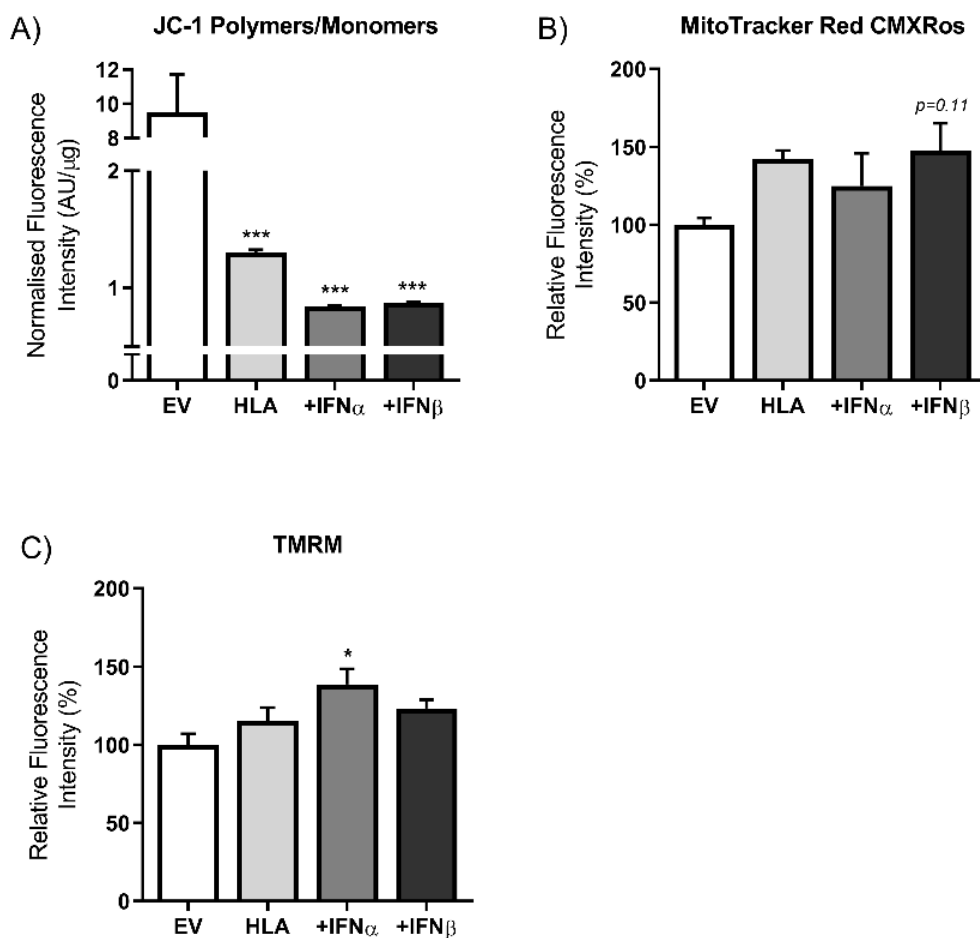 A)
JC-1 Polymers/Monomers
Normalised Fluorescence
Intensity (AU/µg)
12
10
8
2
1
0
***
***
***
EV HLA +IFNα +IFNβ
B)
MitoTracker Red CMXRos
Relative Fluorescence
Intensity (%)
200
150
100
50
0
p=0.11
EV HLA +IFNα +IFNβ
C)
TMRM
Relative Fluorescence
Intensity (%)
200
150
100
50
0
*
EV HLA +IFNα +IFNβ